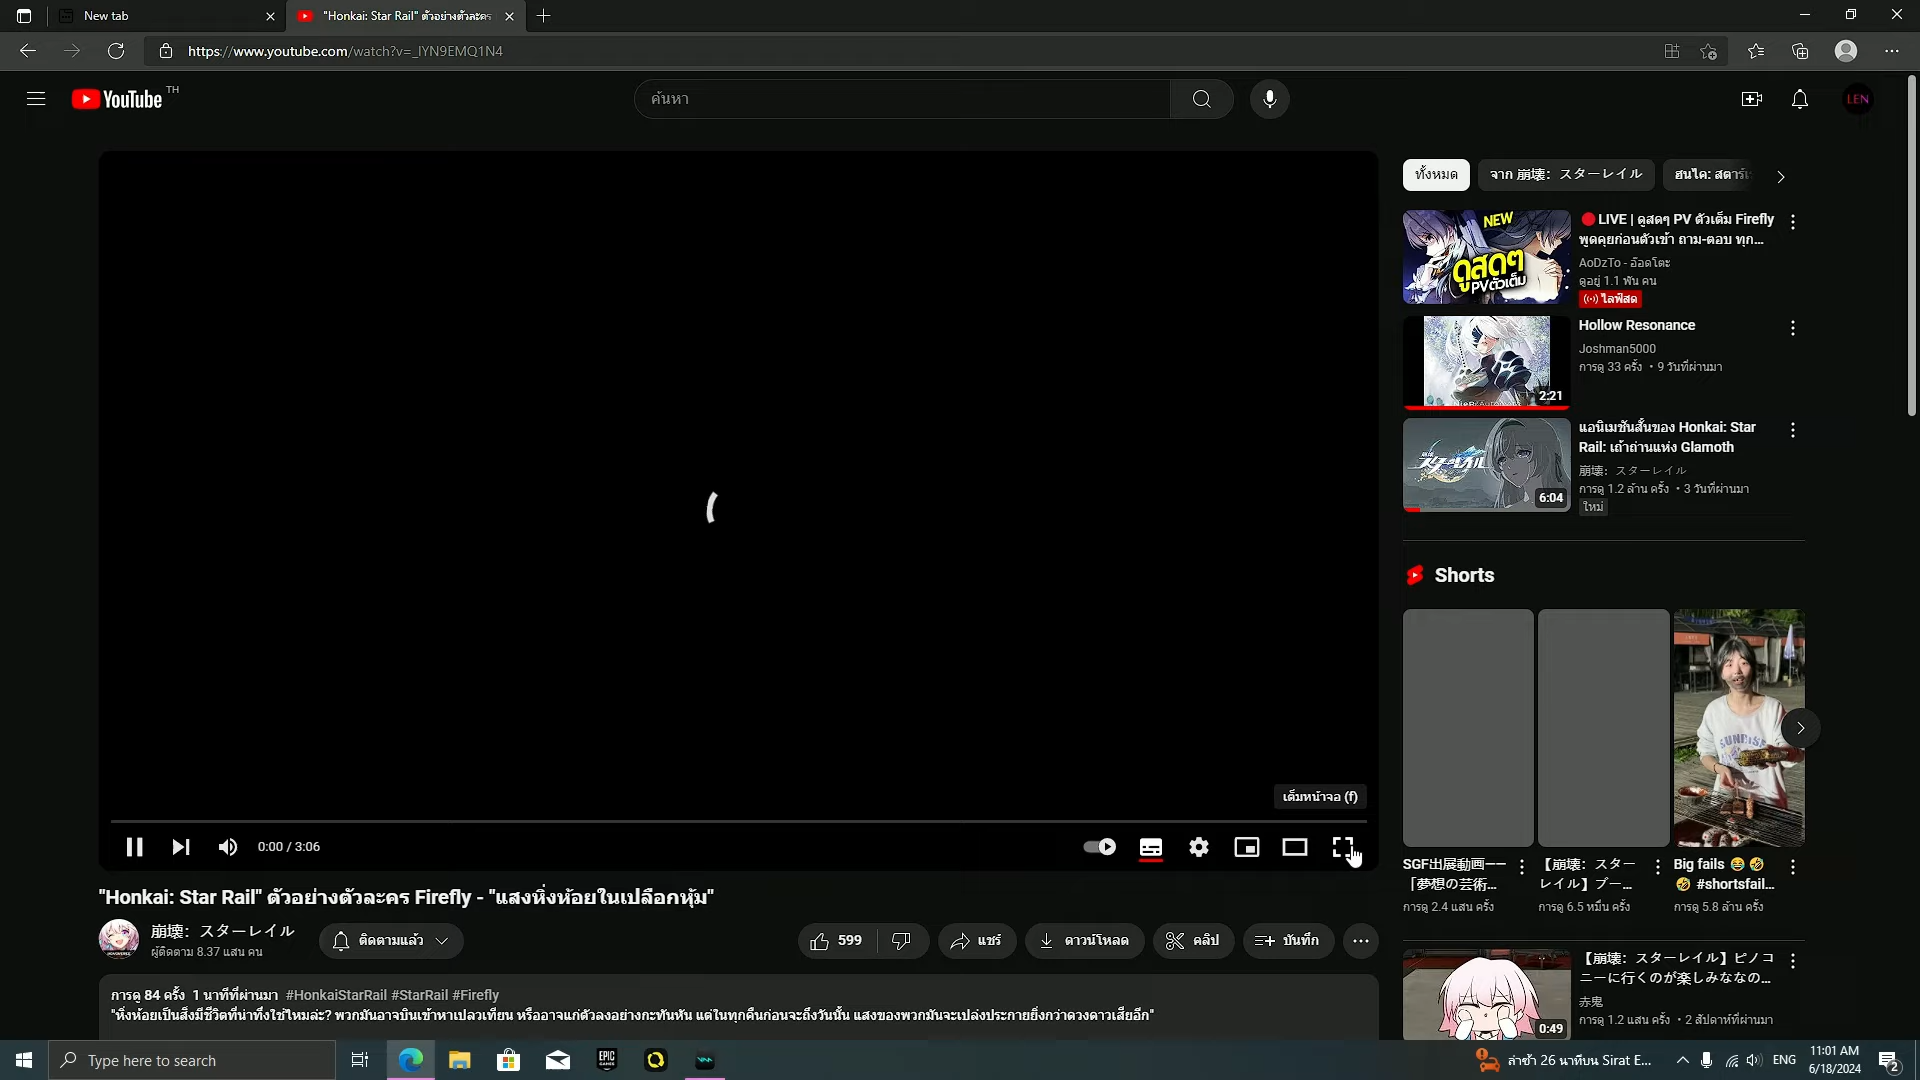 New tab
"Honkai: Star Rail" ตัวอย่างตัวละคร
https://www.youtube.com/watch?v=_IYN9EMQ1N4
YouTube TH
ค้นหา
LEN
เต็มหน้าจอ (f)
0:00 / 3:06
"Honkai: Star Rail" ตัวอย่างตัวละคร Firefly - "แสงหิ่งห้อยในเปลือกหุ้ม"
崩壊：スターレイル
ผู้ติดตาม 8.37 แสน คน
ติดตามแล้ว
599
แชร์
ดาวน์โหลด
คลิป
บันทึก
การดู 84 ครั้ง 1 นาทีที่ผ่านมา #HonkaiStarRail #StarRail #Firefly
"หิ่งห้อยเป็นสิ่งมีชีวิตที่น่าทึ่งใช่ไหมล่ะ? พวกมันอาจบินเข้าหาเปลวเทียน หรืออาจแก่ตัวลงอย่างกะทันหัน แต่ในทุกคืนก่อนจะถึงวันนั้น แสงของพวกมันจะเปล่งประกายยิ่งกว่าดวงดาวเสียอีก"
ทั้งหมด
จาก 崩壊：スターレイル
ฮนไค: สตาร์เร
NEW
ดูสดๆ
PVตัวเต็ม
LIVE | ดูสดๆ PV ตัวเต็ม Firefly
พูดคุยก่อนตัวเข้า ถาม-ตอบ ทุก...
AoDzTo - อ๊อดโตะ
ดูอยู่ 1.1 พัน คน
ไลฟ์สด
2:21
Hollow Resonance
Joshman5000
การดู 33 ครั้ง • 9 วันที่ผ่านมา
6:04
แอนิเมชันสั้นของ Honkai: Star
Rail: เถ้าถ่านแห่ง Glamoth
崩壊：スターレイル
การดู 1.2 ล้าน ครั้ง • 3 วันที่ผ่านมา
ใหม่
Shorts
SGF出展動画——
「夢想の芸術...
การดู 2.4 แสน ครั้ง
【崩壊：スター
レイル】ブー...
การดู 6.5 หมื่น ครั้ง
Big fails 😂🤣
🤣 #shortsfail...
การดู 5.8 ล้าน ครั้ง
0:49
【崩壊：スターレイル】ピノコ
ニーに行くのが楽しみななの...
赤鬼
การดู 1.2 แสน ครั้ง • 2 สัปดาห์ที่ผ่านมา
Type here to search
EPIC GAMES
ล่าช้า 26 นาทีบน Sirat E...
ENG
11:01 AM
6/18/2024
2